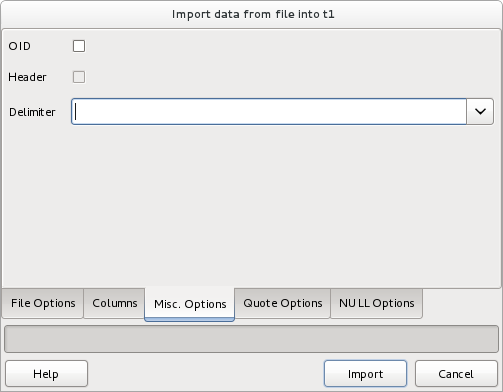 Import data from file into t1
OID
Header
Delimiter
File Options Columns Misc. Options Quote Options NULL Options
Help Import Cancel